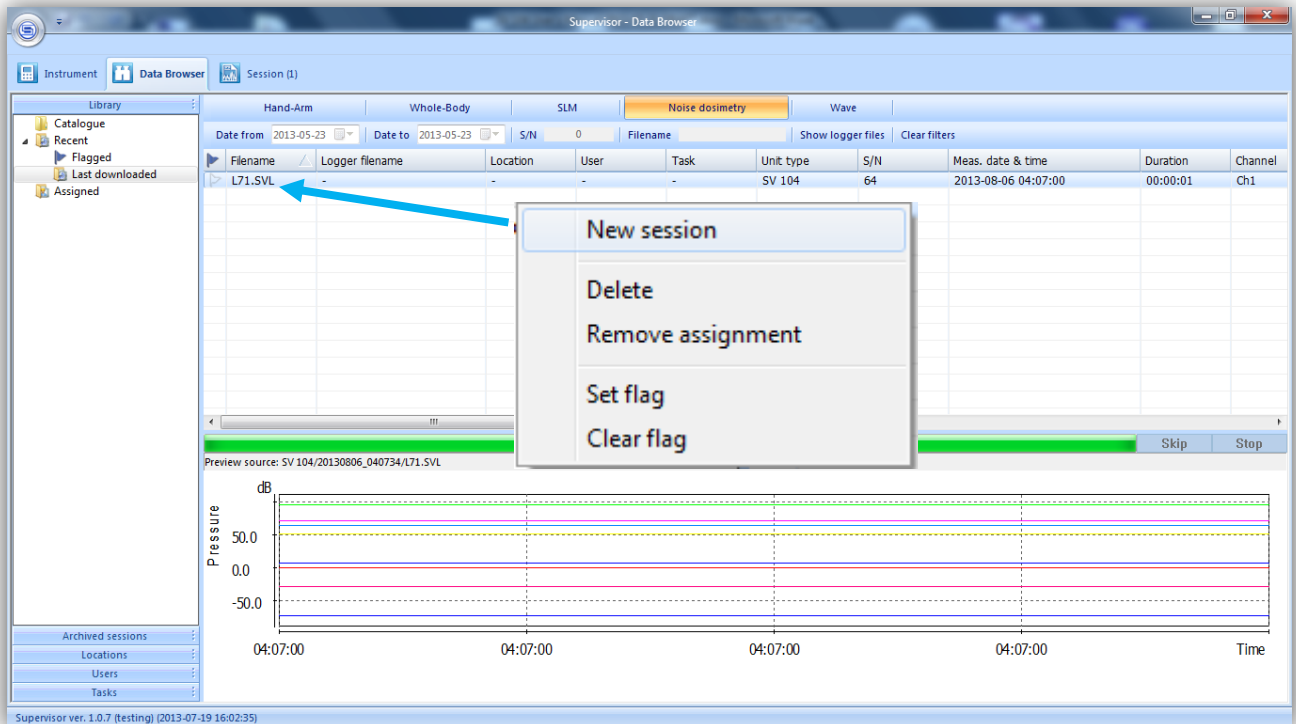 Supervisor - Data Browser
Instrument Data Browser Session (1)
Library
Catalogue
Recent
Flagged
Last downloaded
Assigned
Hand-Arm Whole-Body SLM Noise dosimetry Wave
Date from 2013-05-23 Date to 2013-05-23 S/N 0 Filename Show logger files Clear filters
Filename Logger filename Location User Task Unit type S/N Meas. date & time Duration Channel
L71.SVL - - - - SV 104 64 2013-08-06 04:07:00 00:00:01 Ch1
New session
Delete
Remove assignment
Set flag
Clear flag
Skip Stop
Preview source: SV 104/20130806_040734/L71.SVL
dB
Pressure
50.0
0.0
-50.0
04:07:00 04:07:00 04:07:00 04:07:00 Time
Archived sessions
Locations
Users
Tasks
Supervisor ver. 1.0.7 (testing) (2013-07-19 16:02:35)